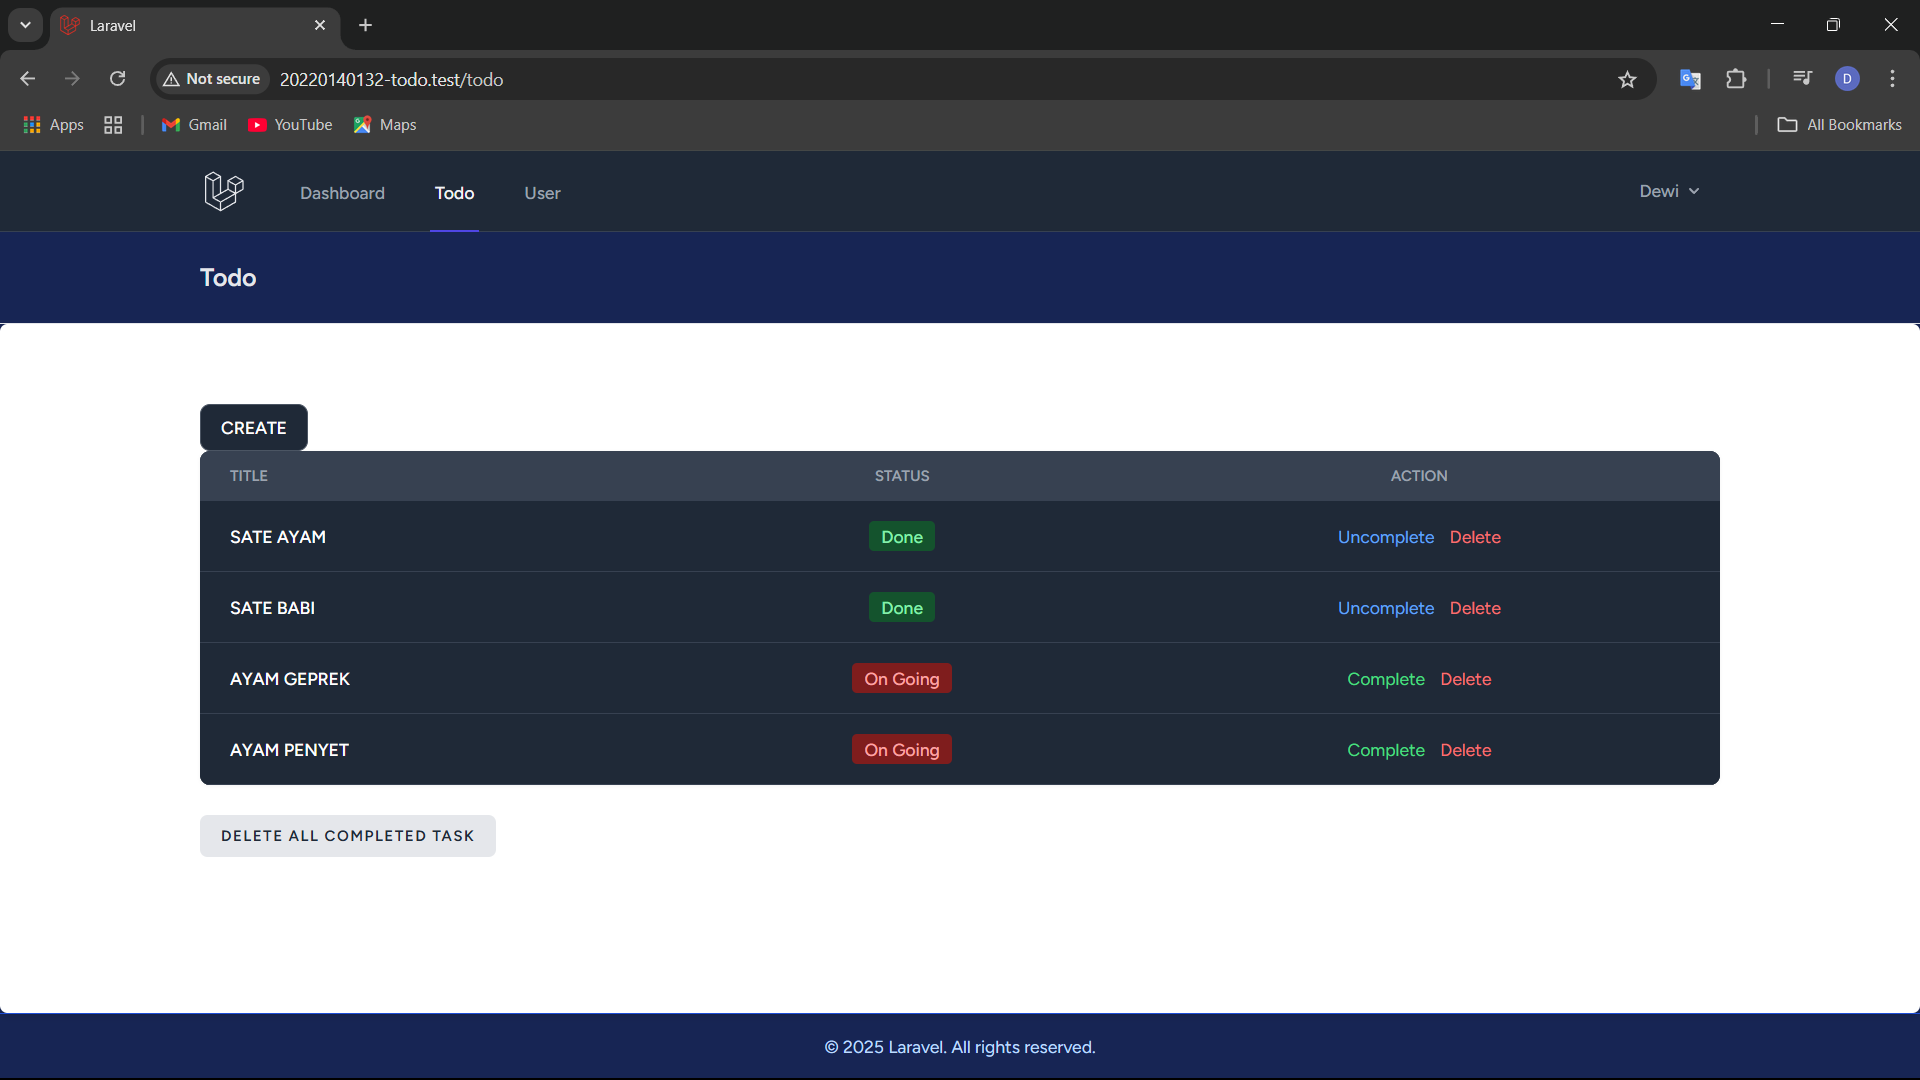 Laravel
Not secure 20220140132-todo.test/todo D
Apps Gmail YouTube Maps All Bookmarks
Dashboard Todo User Dewi
Todo
CREATE
TITLE STATUS ACTION
SATE AYAM Done Uncomplete Delete
SATE BABI Done Uncomplete Delete
AYAM GEPREK On Going Complete Delete
AYAM PENYET On Going Complete Delete
DELETE ALL COMPLETED TASK
© 2025 Laravel. All rights reserved.